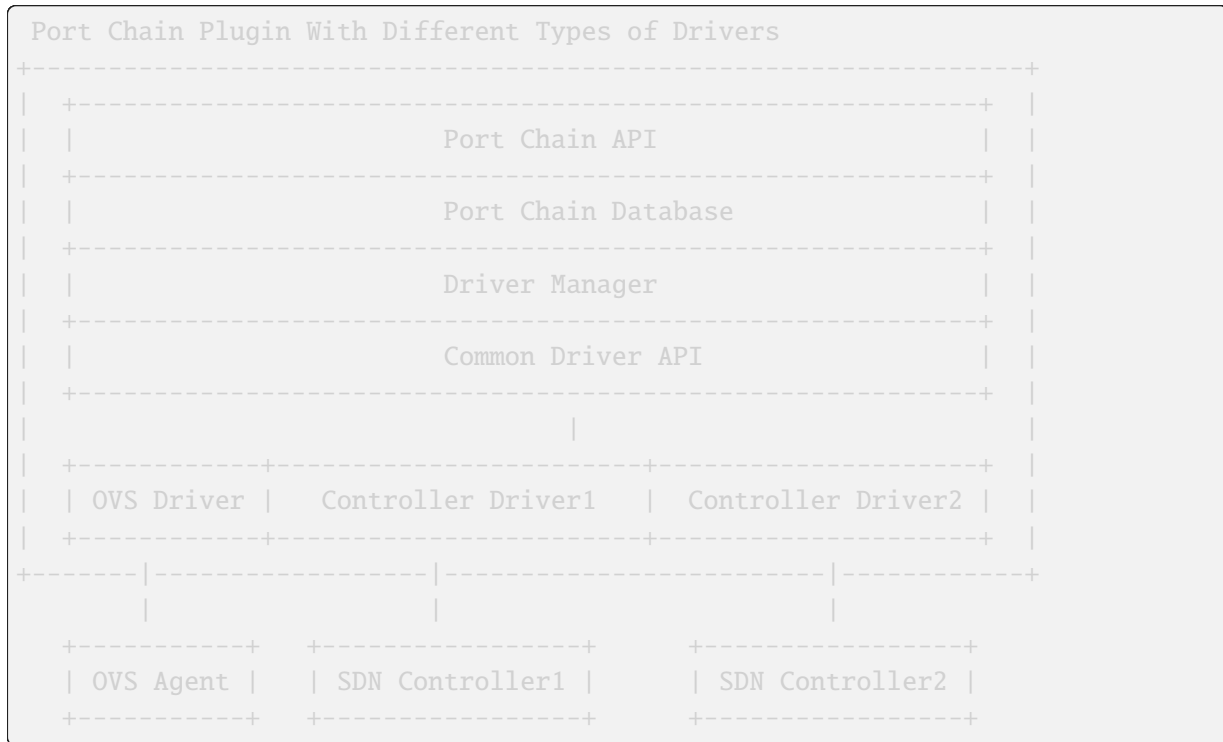 Port Chain Plugin With Different Types of Drivers
+-----------------------------------------------------------------+
|  +-----------------------------------------------------------+  |
|  |                        Port Chain API                     |  |
|  +-----------------------------------------------------------+  |
|  |                        Port Chain Database                |  |
|  +-----------------------------------------------------------+  |
|  |                        Driver Manager                     |  |
|  +-----------------------------------------------------------+  |
|  |                        Common Driver API                  |  |
|  +-----------------------------------------------------------+  |
|                                   |                             |
|  +------------+------------------------+---------------------+  |
|  | OVS Driver |   Controller Driver1   |  Controller Driver2 |  |
|  +------------+------------------------+---------------------+  |
+-------|------------------|-------------------------|------------+
        |                  |                         |
   +-----------+   +-----------------+      +-----------------+
   | OVS Agent |   | SDN Controller1 |      | SDN Controller2 |
   +-----------+   +-----------------+      +-----------------+